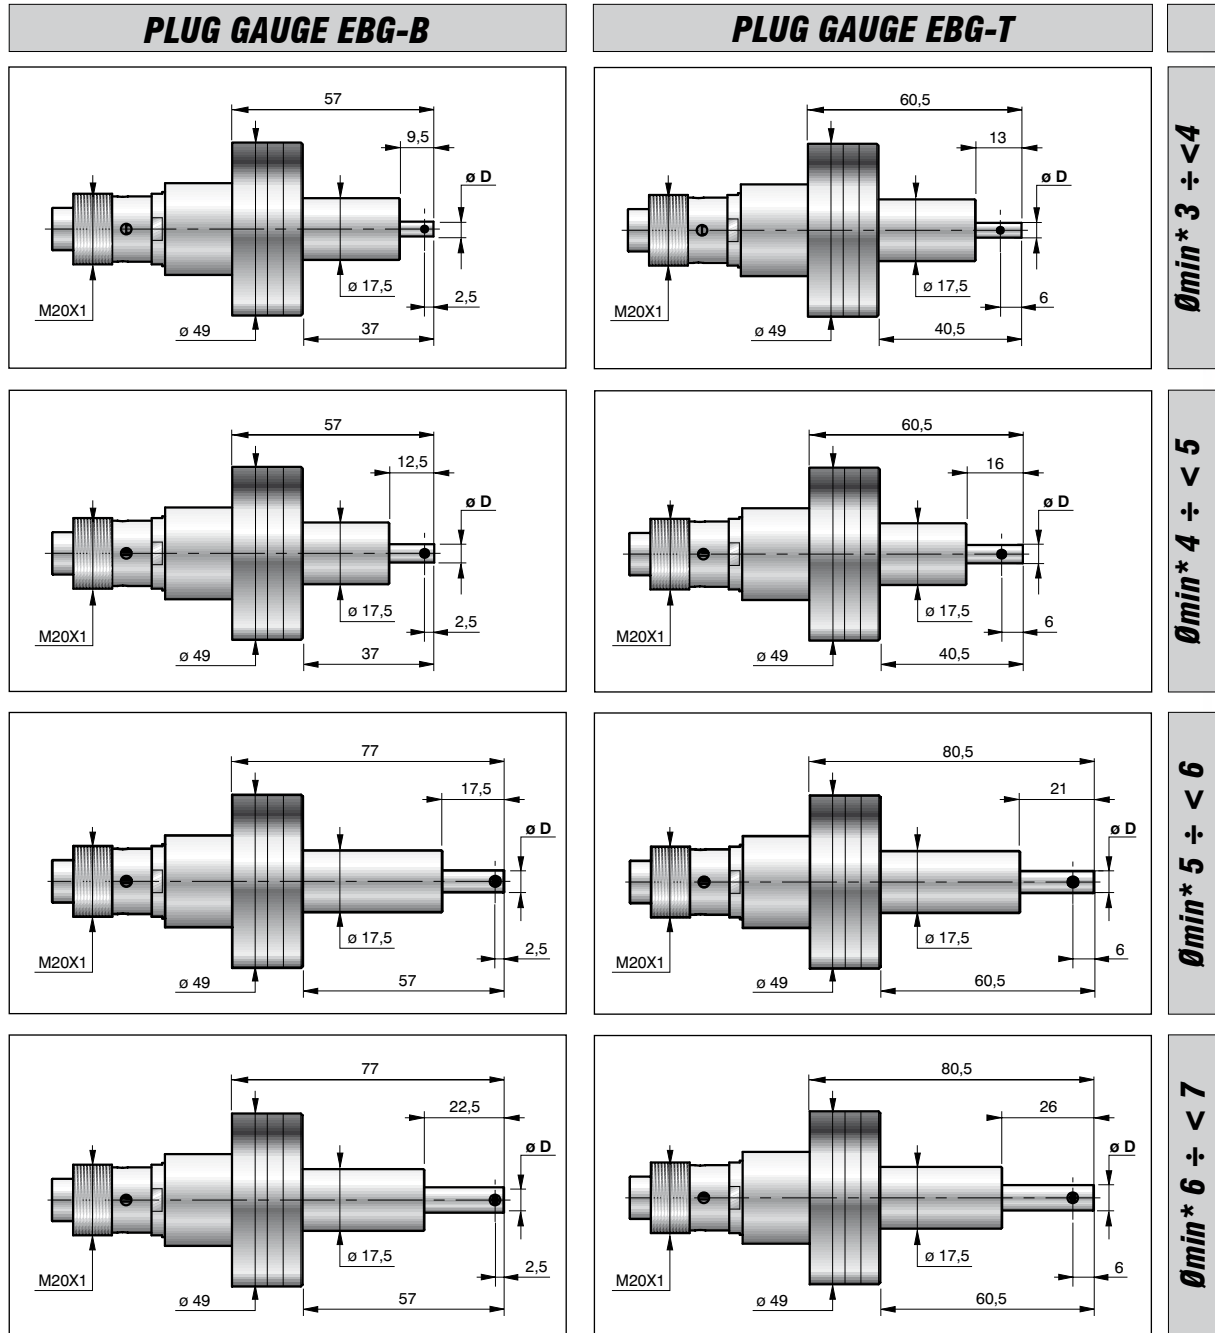 PLUG GAUGE EBG-B
PLUG GAUGE EBG-T
57
9,5
ø D
M20X1
ø 17,5
2,5
ø 49
37
60,5
13
ø D
M20X1
ø 17,5
6
ø 49
40,5
Ømin* 3 ÷ <4
57
12,5
ø D
M20X1
ø 17,5
2,5
ø 49
37
60,5
16
ø D
M20X1
ø 17,5
6
ø 49
40,5
Ømin* 4 ÷ < 5
77
17,5
ø D
M20X1
ø 17,5
2,5
ø 49
57
80,5
21
ø D
M20X1
ø 17,5
6
ø 49
60,5
Ømin* 5 ÷ < 6
77
22,5
ø D
M20X1
ø 17,5
2,5
ø 49
57
80,5
26
ø D
M20X1
ø 17,5
6
ø 49
60,5
Ømin* 6 ÷ < 7